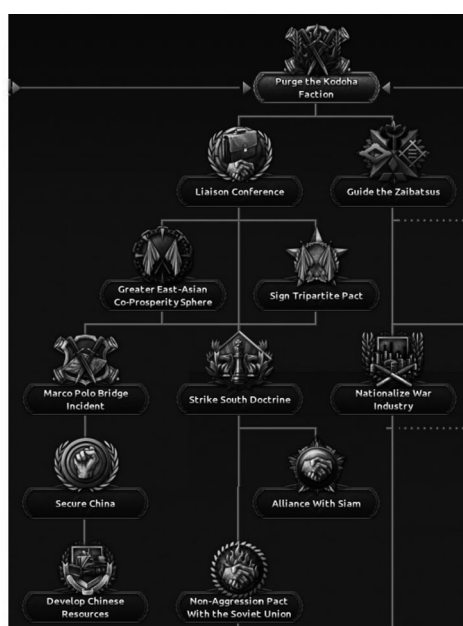 Purge the Kodoha
Faction
Liaison Conference
Guide the Zaibatsus
Greater East-Asian
Co-Prosperity Sphere
Sign Tripartite Pact
Marco Polo Bridge
Incident
Strike South Doctrine
Nationalize War
Industry
Secure China
Alliance With Siam
Develop Chinese
Resources
Non-Aggression Pact
With the Soviet Union